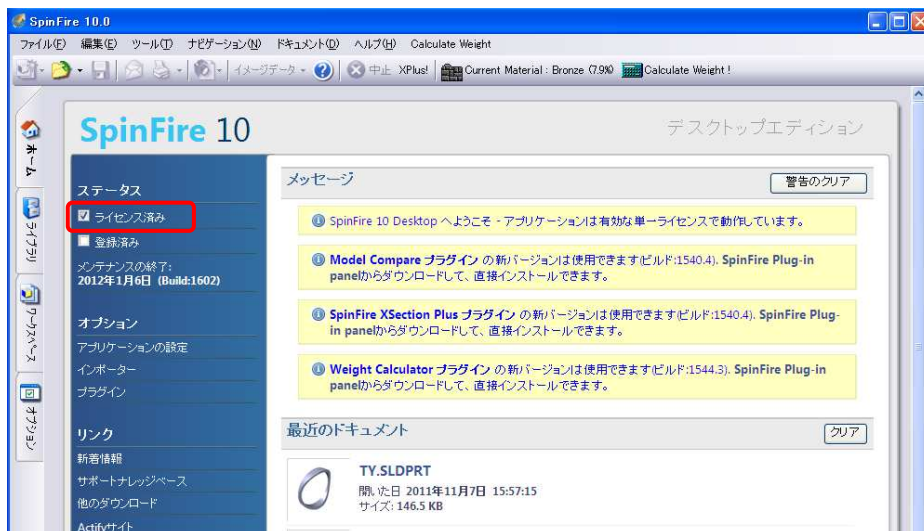 SpinFire 10.0
ファイル(F) 編集(E) ツール(T) ナビゲーション(N) ドキュメント(D) ヘルプ(H) Calculate Weight
イメージデータ 中止 XPlus! Current Material : Bronze (7.9% Calculate Weight !
ホーム
ライブラリ
ワークスペース
オプション
SpinFire 10
デスクトップエディション
ステータス
ライセンス済み
登録済み
メンテナンスの終了:
2012年1月6日 (Build:1602)
オプション
アプリケーションの設定
インポーター
プラグイン
リンク
新着情報
サポートナレッジベース
他のダウンロード
Actifyサイト
メッセージ
警告のクリア
SpinFire 10 Desktop へようこそ - アプリケーションは有効な単一ライセンスで動作しています。
Model Compare プラグイン の新バージョンは使用できます(ビルド:1540.4). SpinFire Plug-in
panelからダウンロードして、直接インストールできます。
SpinFire XSection Plus プラグイン の新バージョンは使用できます(ビルド:1540.4). SpinFire Plug-
in panelからダウンロードして、直接インストールできます。
Weight Calculator プラグイン の新バージョンは使用できます(ビルド:1544.3). SpinFire Plug-in
panelからダウンロードして、直接インストールできます。
最近のドキュメント
クリア
TY.SLDPRT
開いた日 2011年11月7日 15:57:15
サイズ: 146.5 KB